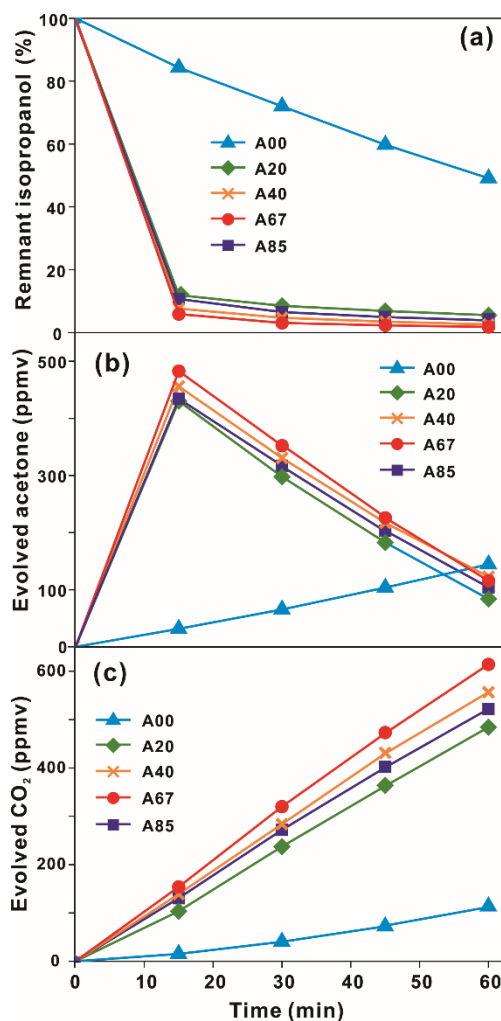 100
80
60
40
20
0
Remnant isopropanol (%)
(a)
A00
A20
A40
A67
A85
500
300
100
0
Evolved acetone (ppmv)
(b)
A00
A20
A40
A67
A85
600
400
200
0
Evolved CO₂ (ppmv)
(c)
A00
A20
A40
A67
A85
0 10 20 30 40 50 60
Time (min)